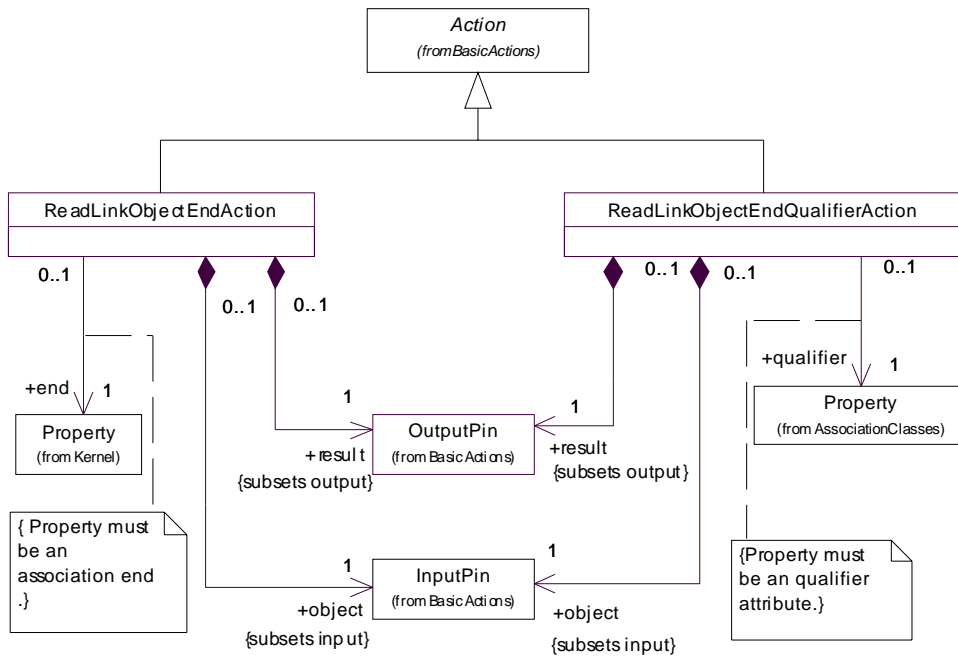 Action
(from BasicActions)
ReadLinkObjectEndAction
ReadLinkObjectEndQualifierAction
0..1
0..1
0..1
0..1
0..1
0..1
+end
1
+qualifier
1
Property
(from Kernel)
Property
(from AssociationClasses)
1
1
OutputPin
(from BasicActions)
+result
{subsets output}
+result
{subsets output}
{ Property must
be an
association end
.}
{Property must
be an qualifier
attribute.}
1
1
InputPin
(from BasicActions)
+object
{subsets input}
+object
{subsets input}